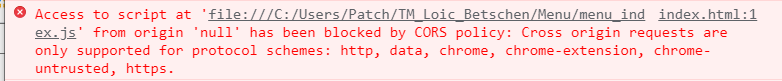 Access to script at 'file:///C:/Users/Patch/TM_Loic_Betschen/Menu/menu_ind index.html:1
ex.js' from origin 'null' has been blocked by CORS policy: Cross origin requests are
only supported for protocol schemes: http, data, chrome, chrome-extension, chrome-
untrusted, https.